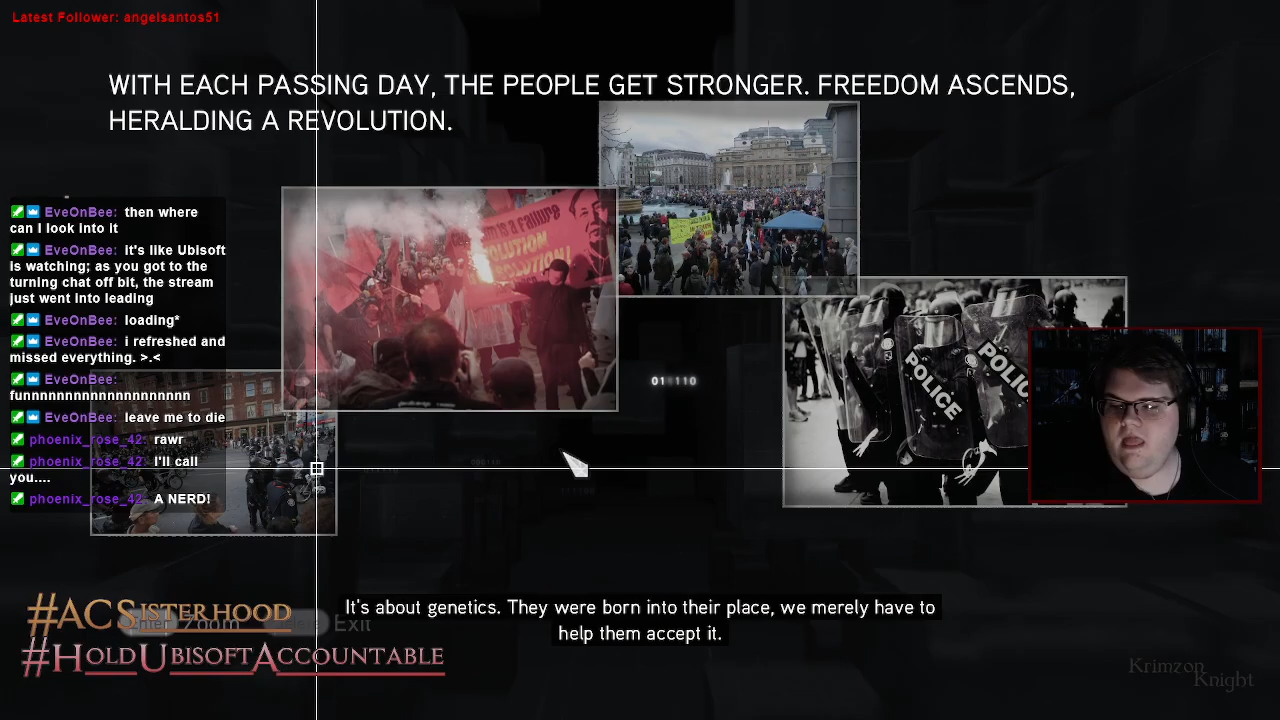 Latest Follower: angelsantos51
WITH EACH PASSING DAY, THE PEOPLE GET STRONGER. FREEDOM ASCENDS,
HERALDING A REVOLUTION.
EveOnBee: then where
can I look into it
EveOnBee: it's like Ubisoft
is watching; as you got to the
turning chat off bit, the stream
just went into leading
EveOnBee: loading*
EveOnBee: i refreshed and
missed everything. >.<
EveOnBee:
funnnnnnnnnnnnnnnnnnnn
EveOnBee: leave me to die
phoenix_rose_42: rawr
phoenix_rose_42: I'll call
you....
phoenix_rose_42: A NERD!
is a failure
POLICE
It's about genetics. They were born into their place, we merely have to
help them accept it.
#ACSISTERHOOD
Zoom
Exit
#HOLDUBISOFTACCOUNTABLE
Krimzon
Knight